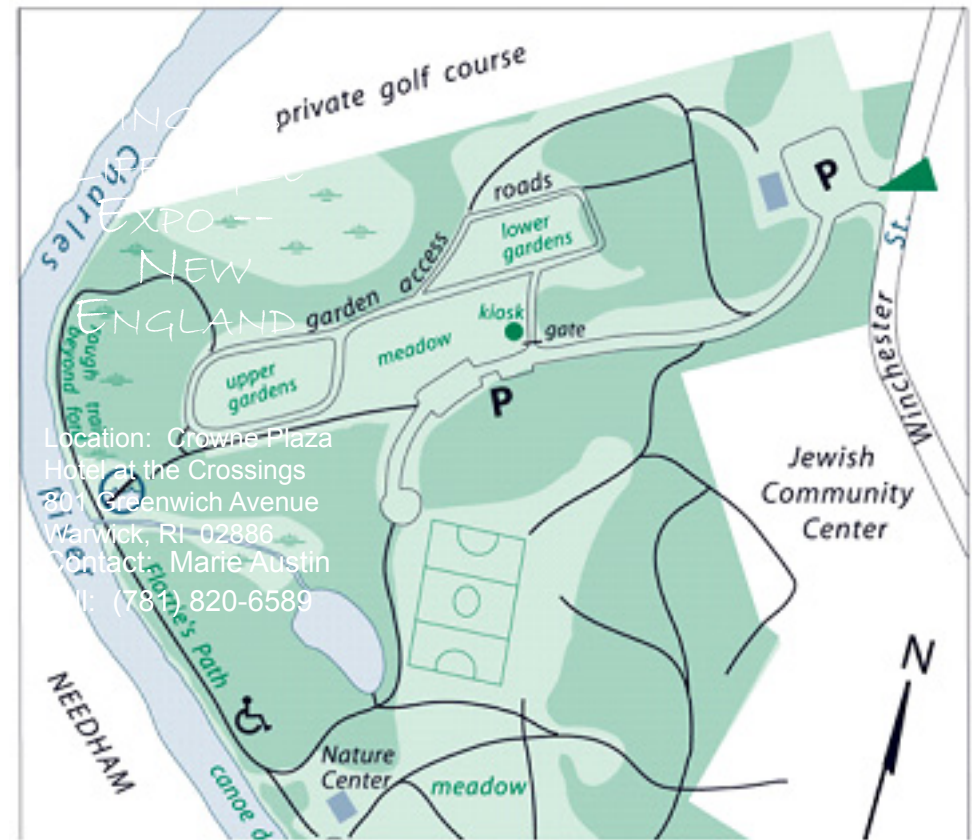 private golf course
Charles
EXPO --
NEW
ENGLAND
roads
lower
gardens
garden access
kiosk
gate
meadow
upper
gardens
P
P
St.
Winchester
beyond
Location: Crowne Plaza
Hotel at the Crossings
801 Greenwich Avenue
Warwick, RI 02886
Contact: Marie Austin
(781) 820-6589
Jewish
Community
Center
Florrie's Path
NEEDHAM
N
Nature
Center
meadow
canoe